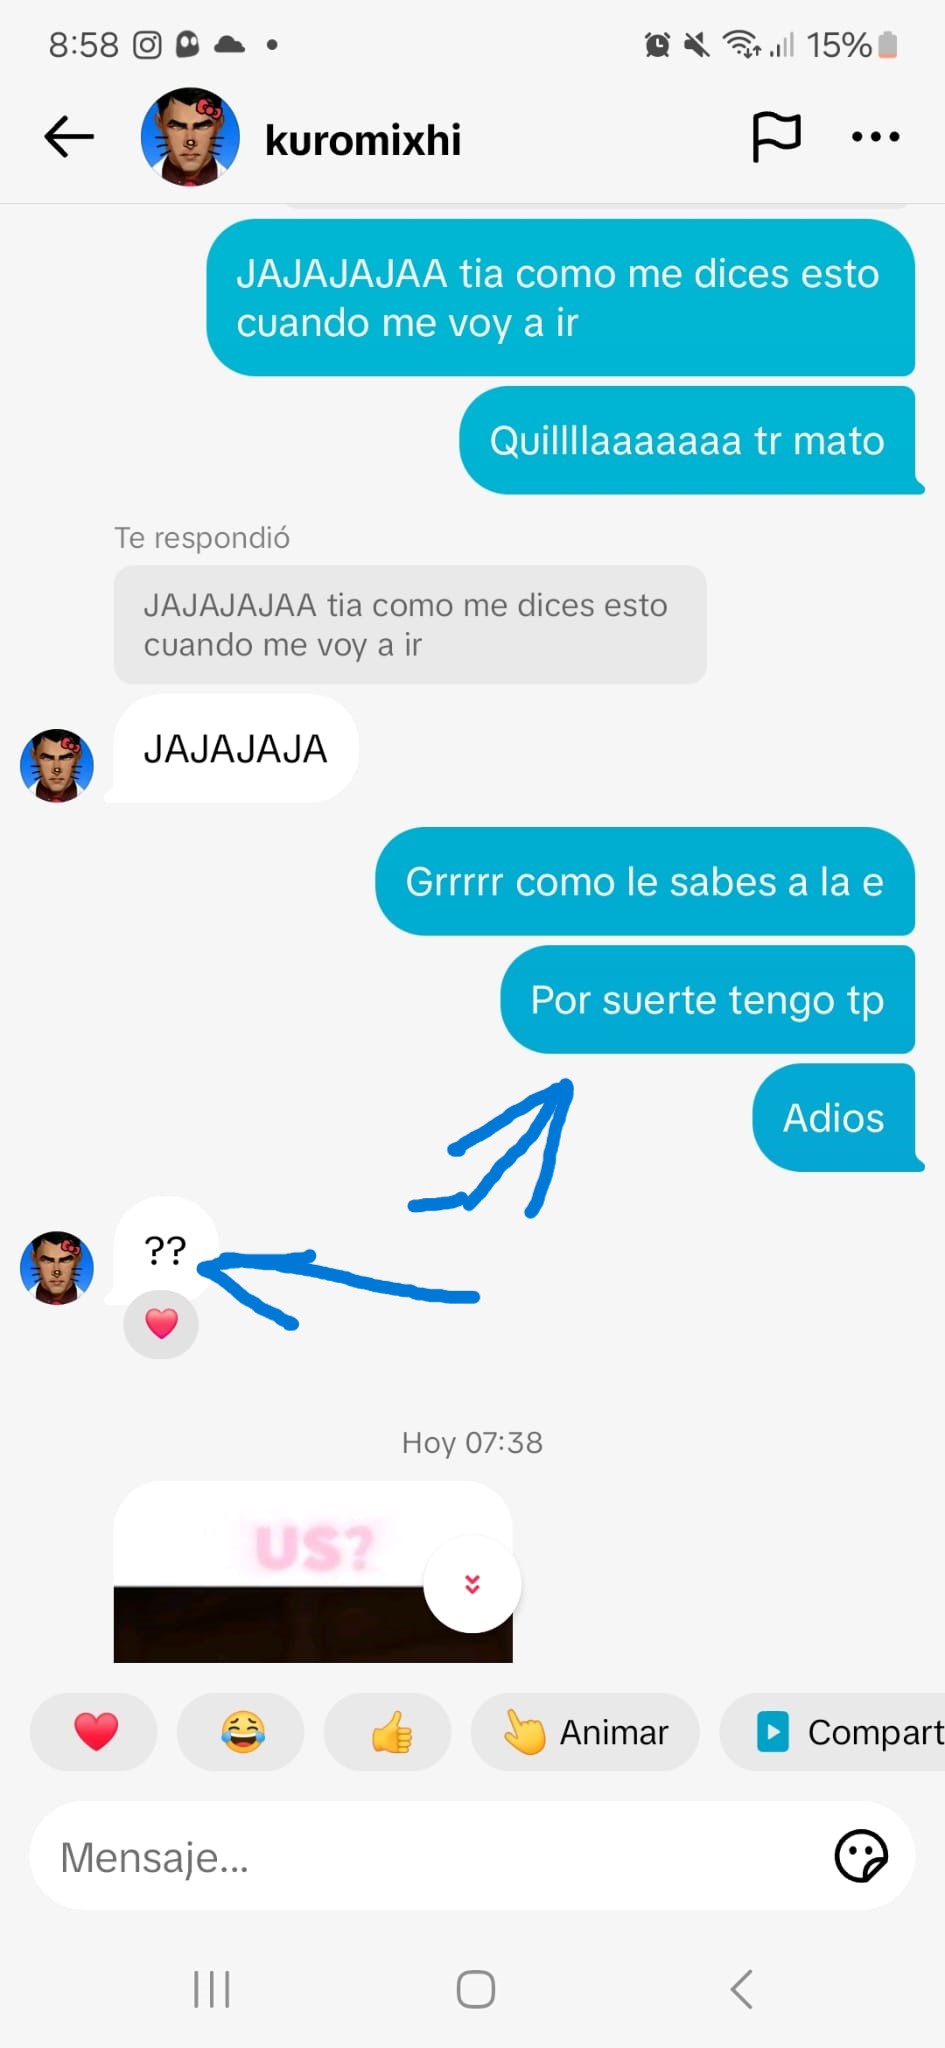 8:58
15%
kuromixhi
JAJAJAJAA tia como me dices esto
cuando me voy a ir
Quillllaaaaaaa tr mato
Te respondió
JAJAJAJAA tia como me dices esto
cuando me voy a ir
JAJAJAJA
Grrrrr como le sabes a la e
Por suerte tengo tp
Adios
??
Hoy 07:38
US?
Animar
Compart
Mensaje...